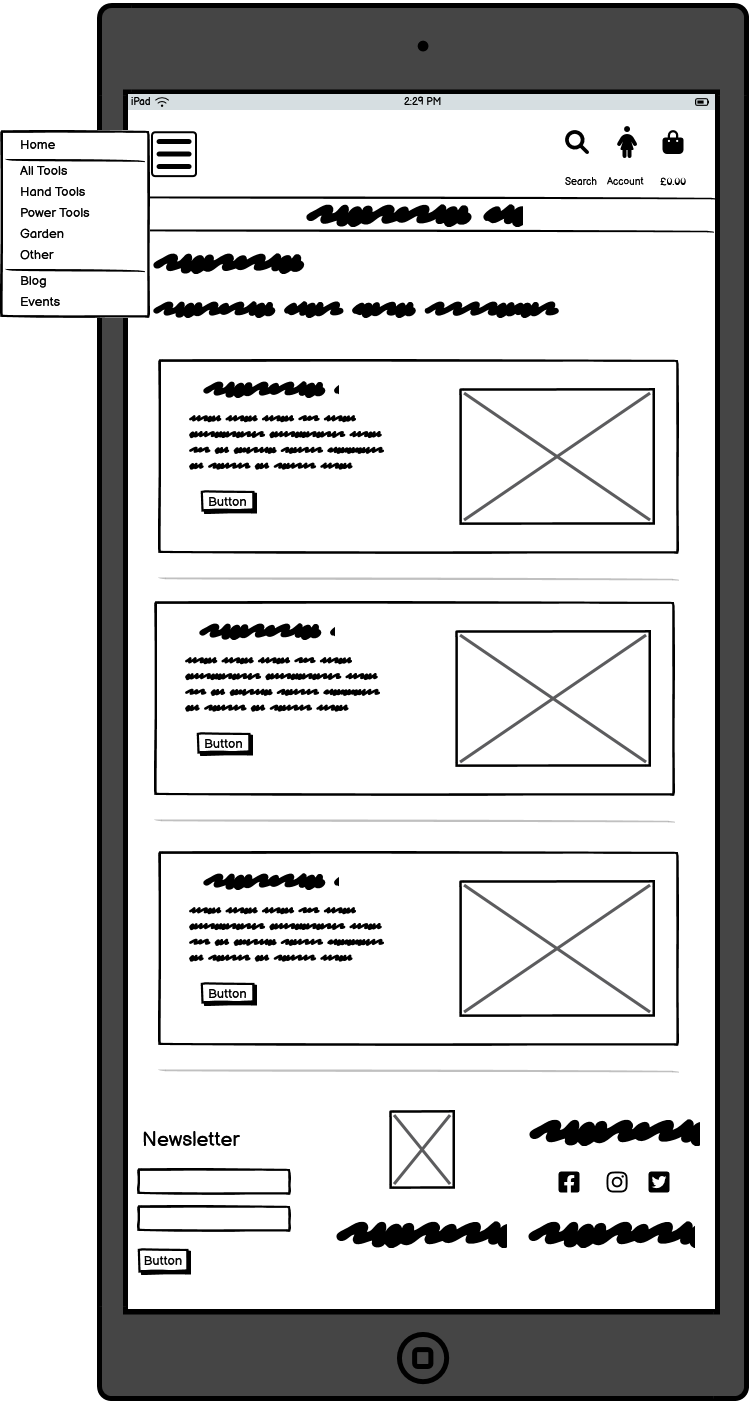 iPad 2:29 PM
Home
All Tools
Hand Tools
Power Tools
Garden
Other
Blog
Events
Search Account £0.00
Button
Button
Button
Newsletter
Button